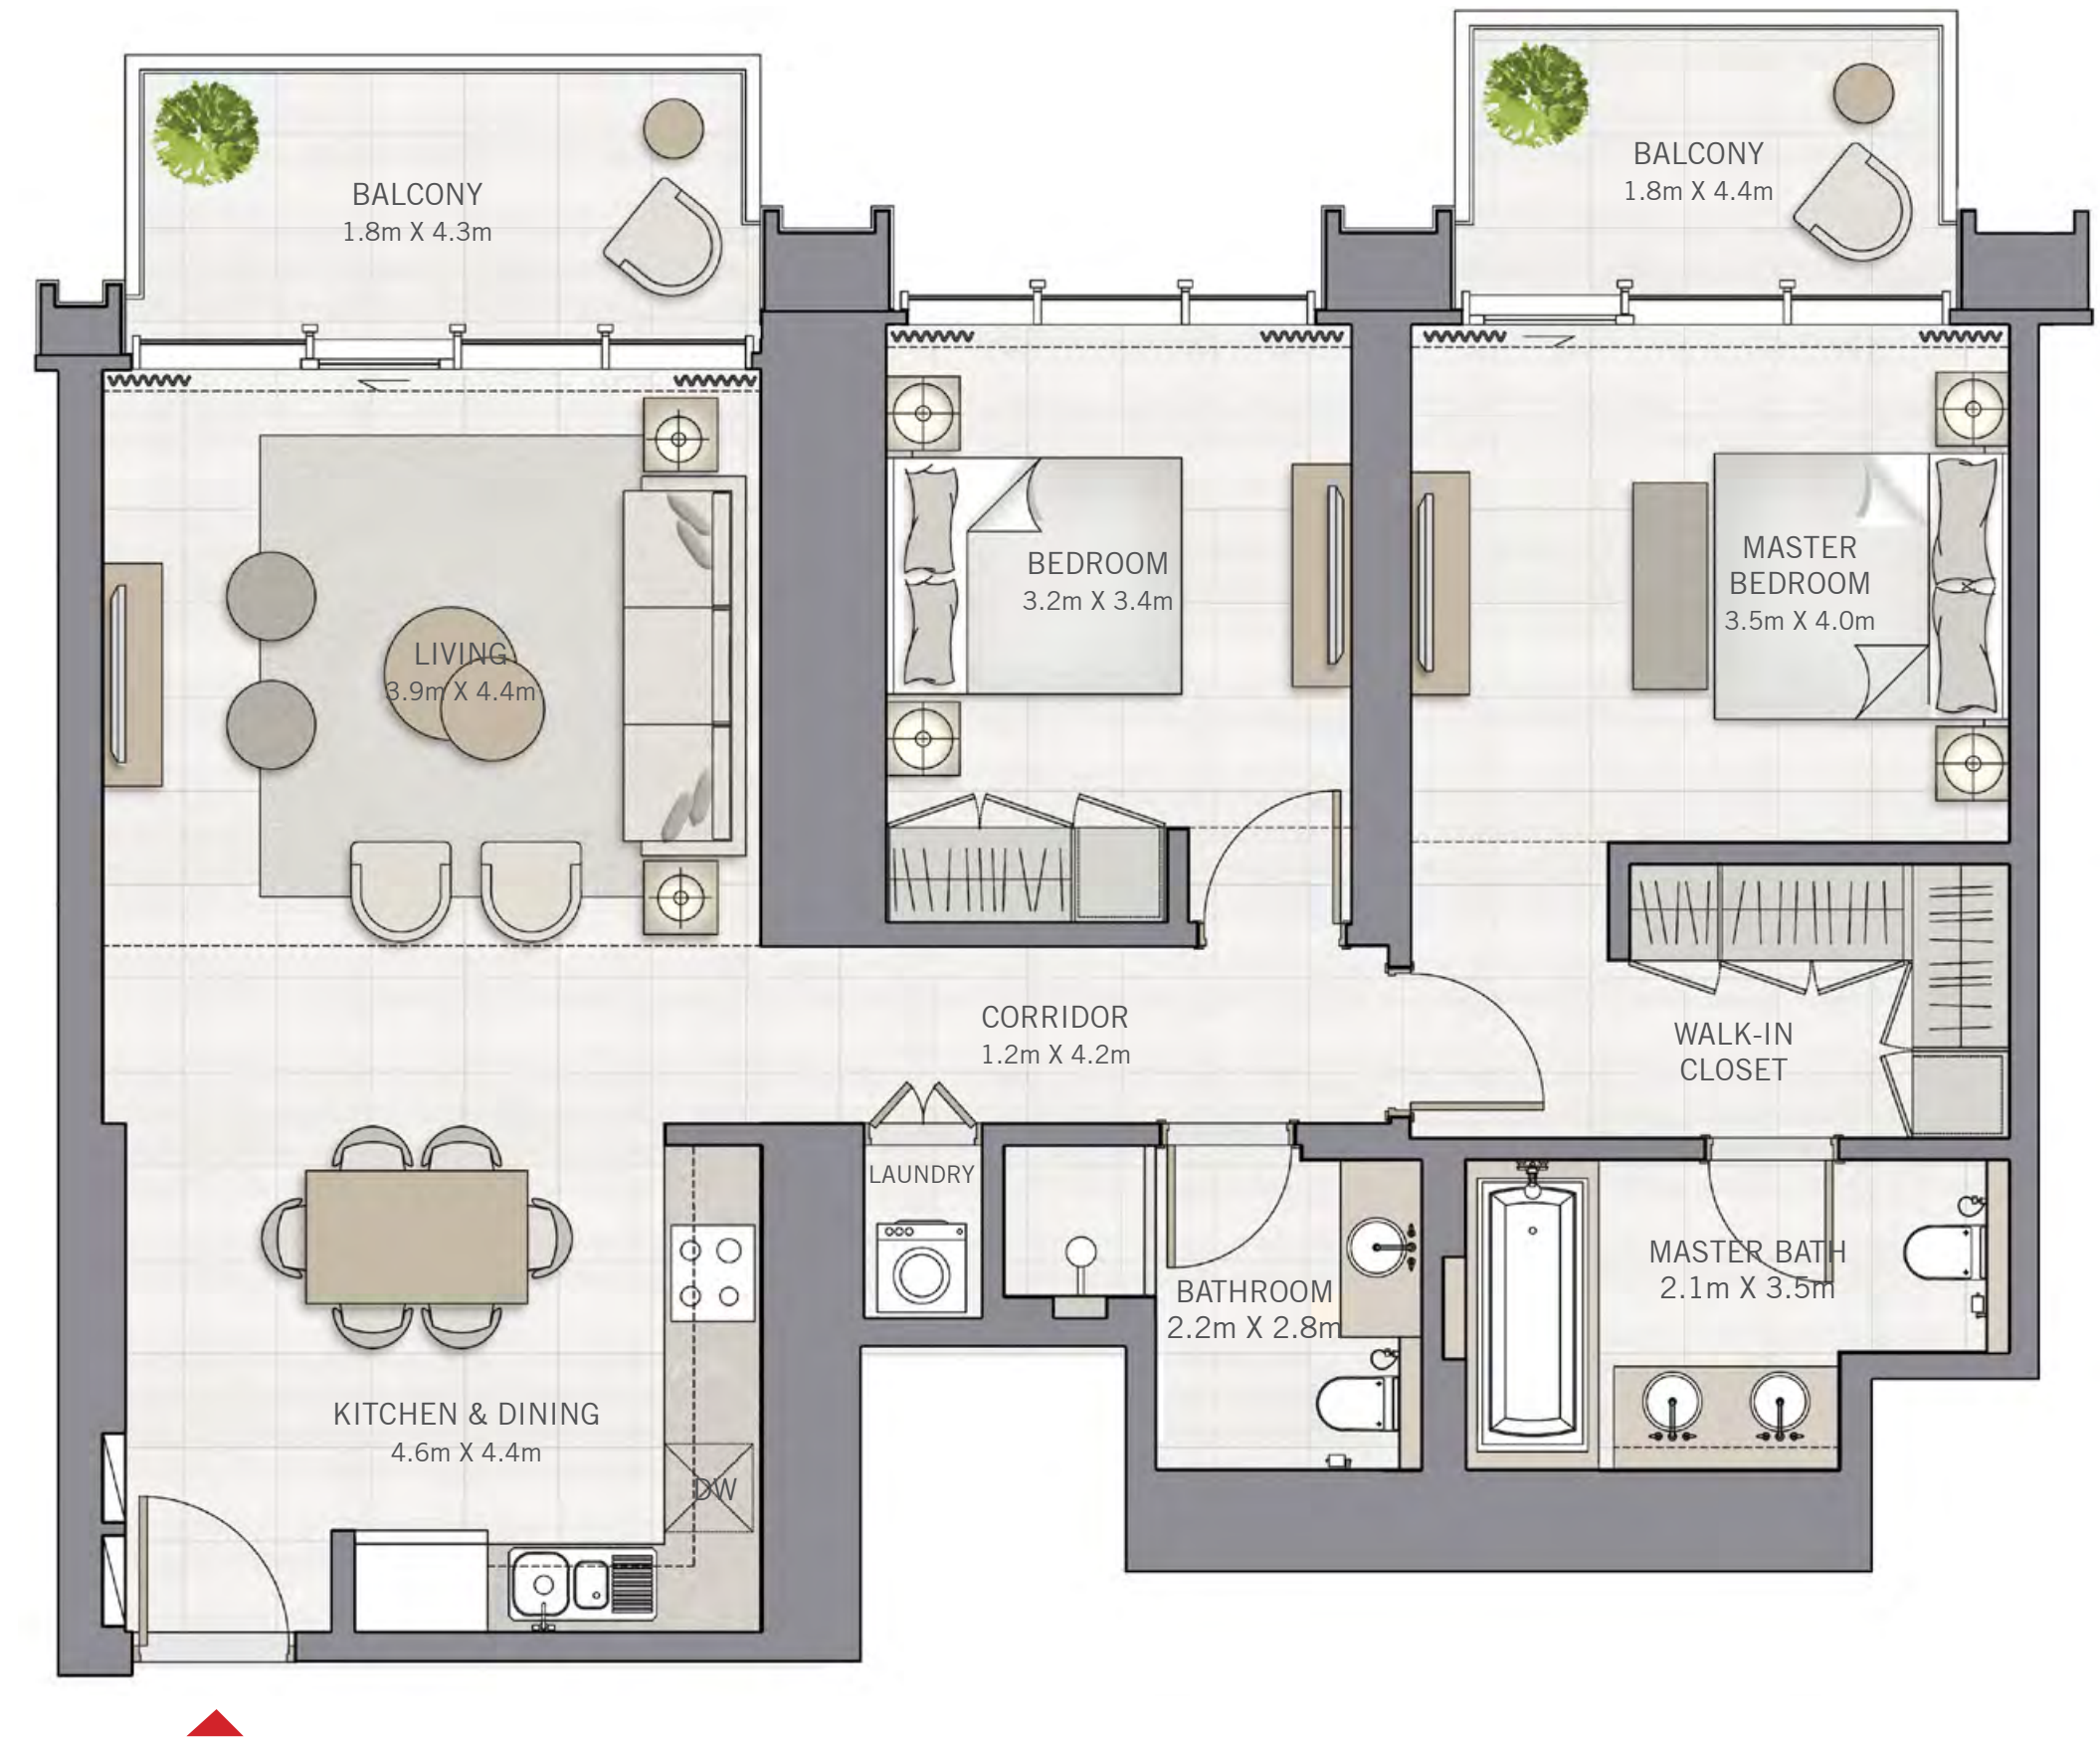 BALCONY
1.8m X 4.3m
BALCONY
1.8m X 4.4m
LIVING
3.9m X 4.4m
BEDROOM
3.2m X 3.4m
MASTER
BEDROOM
3.5m X 4.0m
CORRIDOR
1.2m X 4.2m
WALK-IN
CLOSET
LAUNDRY
BATHROOM
2.2m X 2.8m
MASTER BATH
2.1m X 3.5m
KITCHEN & DINING
4.6m X 4.4m
DW